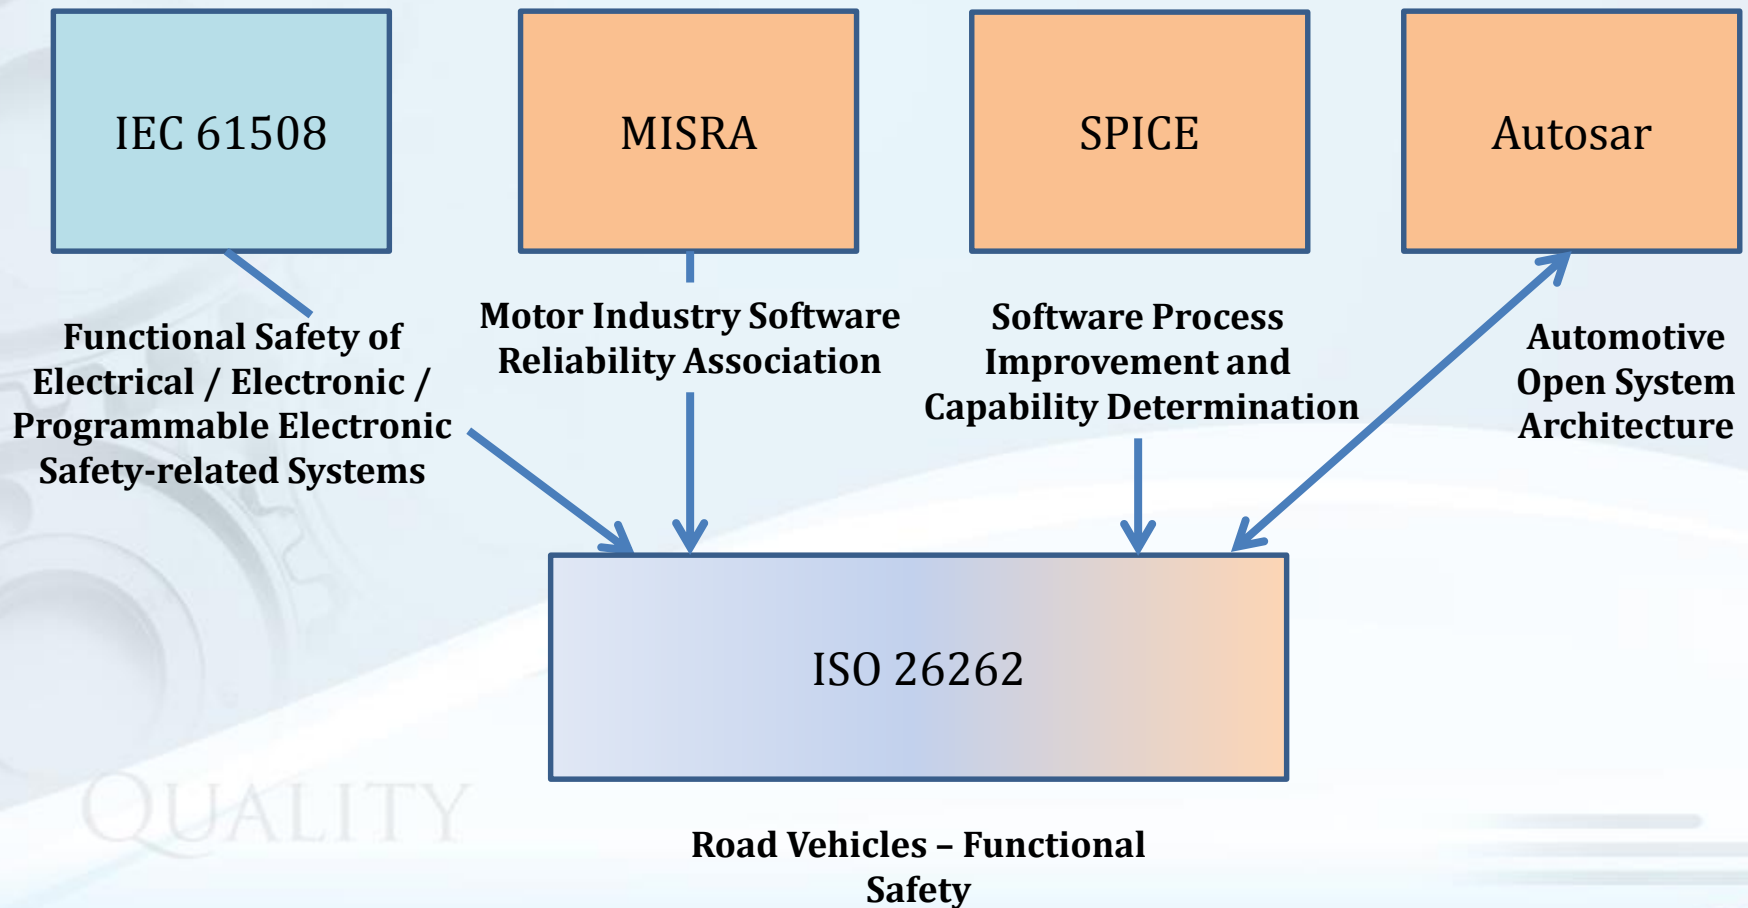 IEC 61508
MISRA
SPICE
Autosar
Functional Safety of
Electrical / Electronic /
Programmable Electronic
Safety-related Systems
Motor Industry Software
Reliability Association
Software Process
Improvement and
Capability Determination
Automotive
Open System
Architecture
ISO 26262
QUALITY
Road Vehicles – Functional
Safety